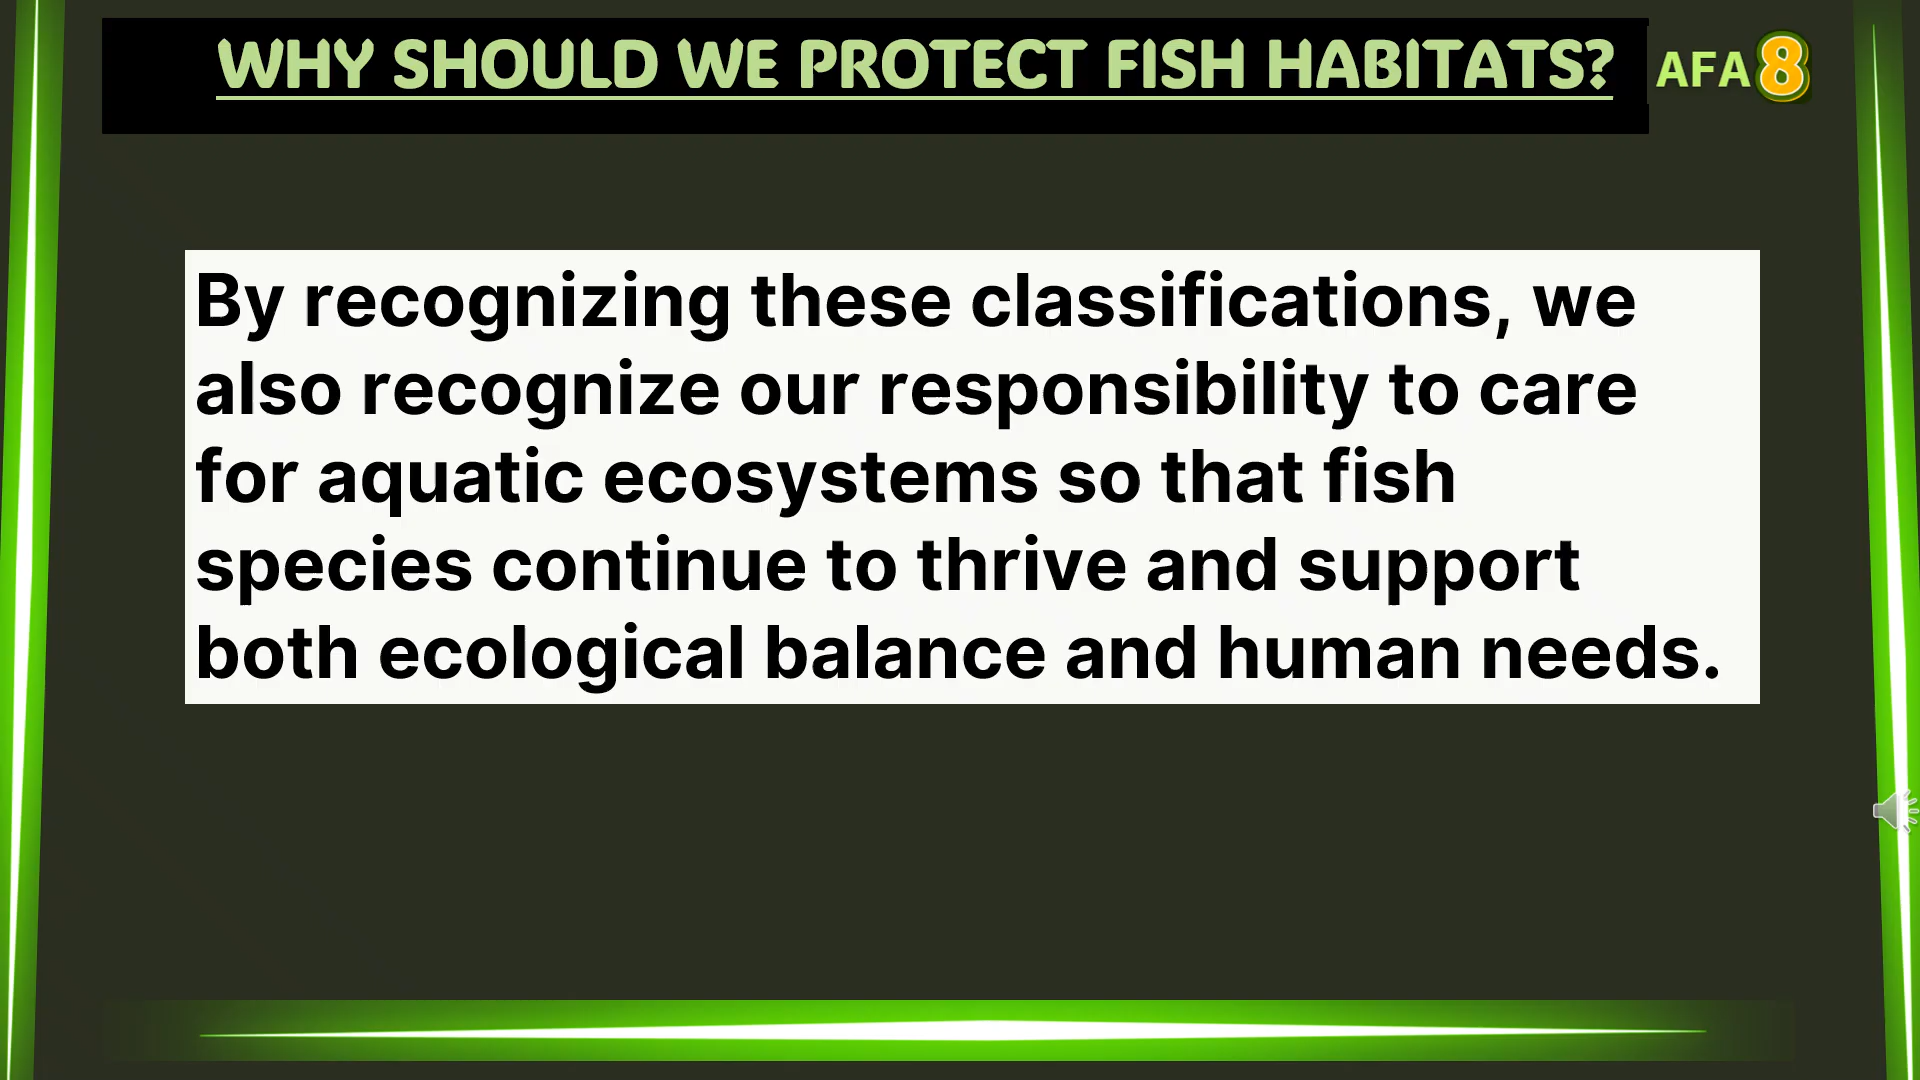 WHY SHOULD WE PROTECT FISH HABITATS?
AFA8
By recognizing these classifications, we
also recognize our responsibility to care
for aquatic ecosystems so that fish
species continue to thrive and support
both ecological balance and human needs.